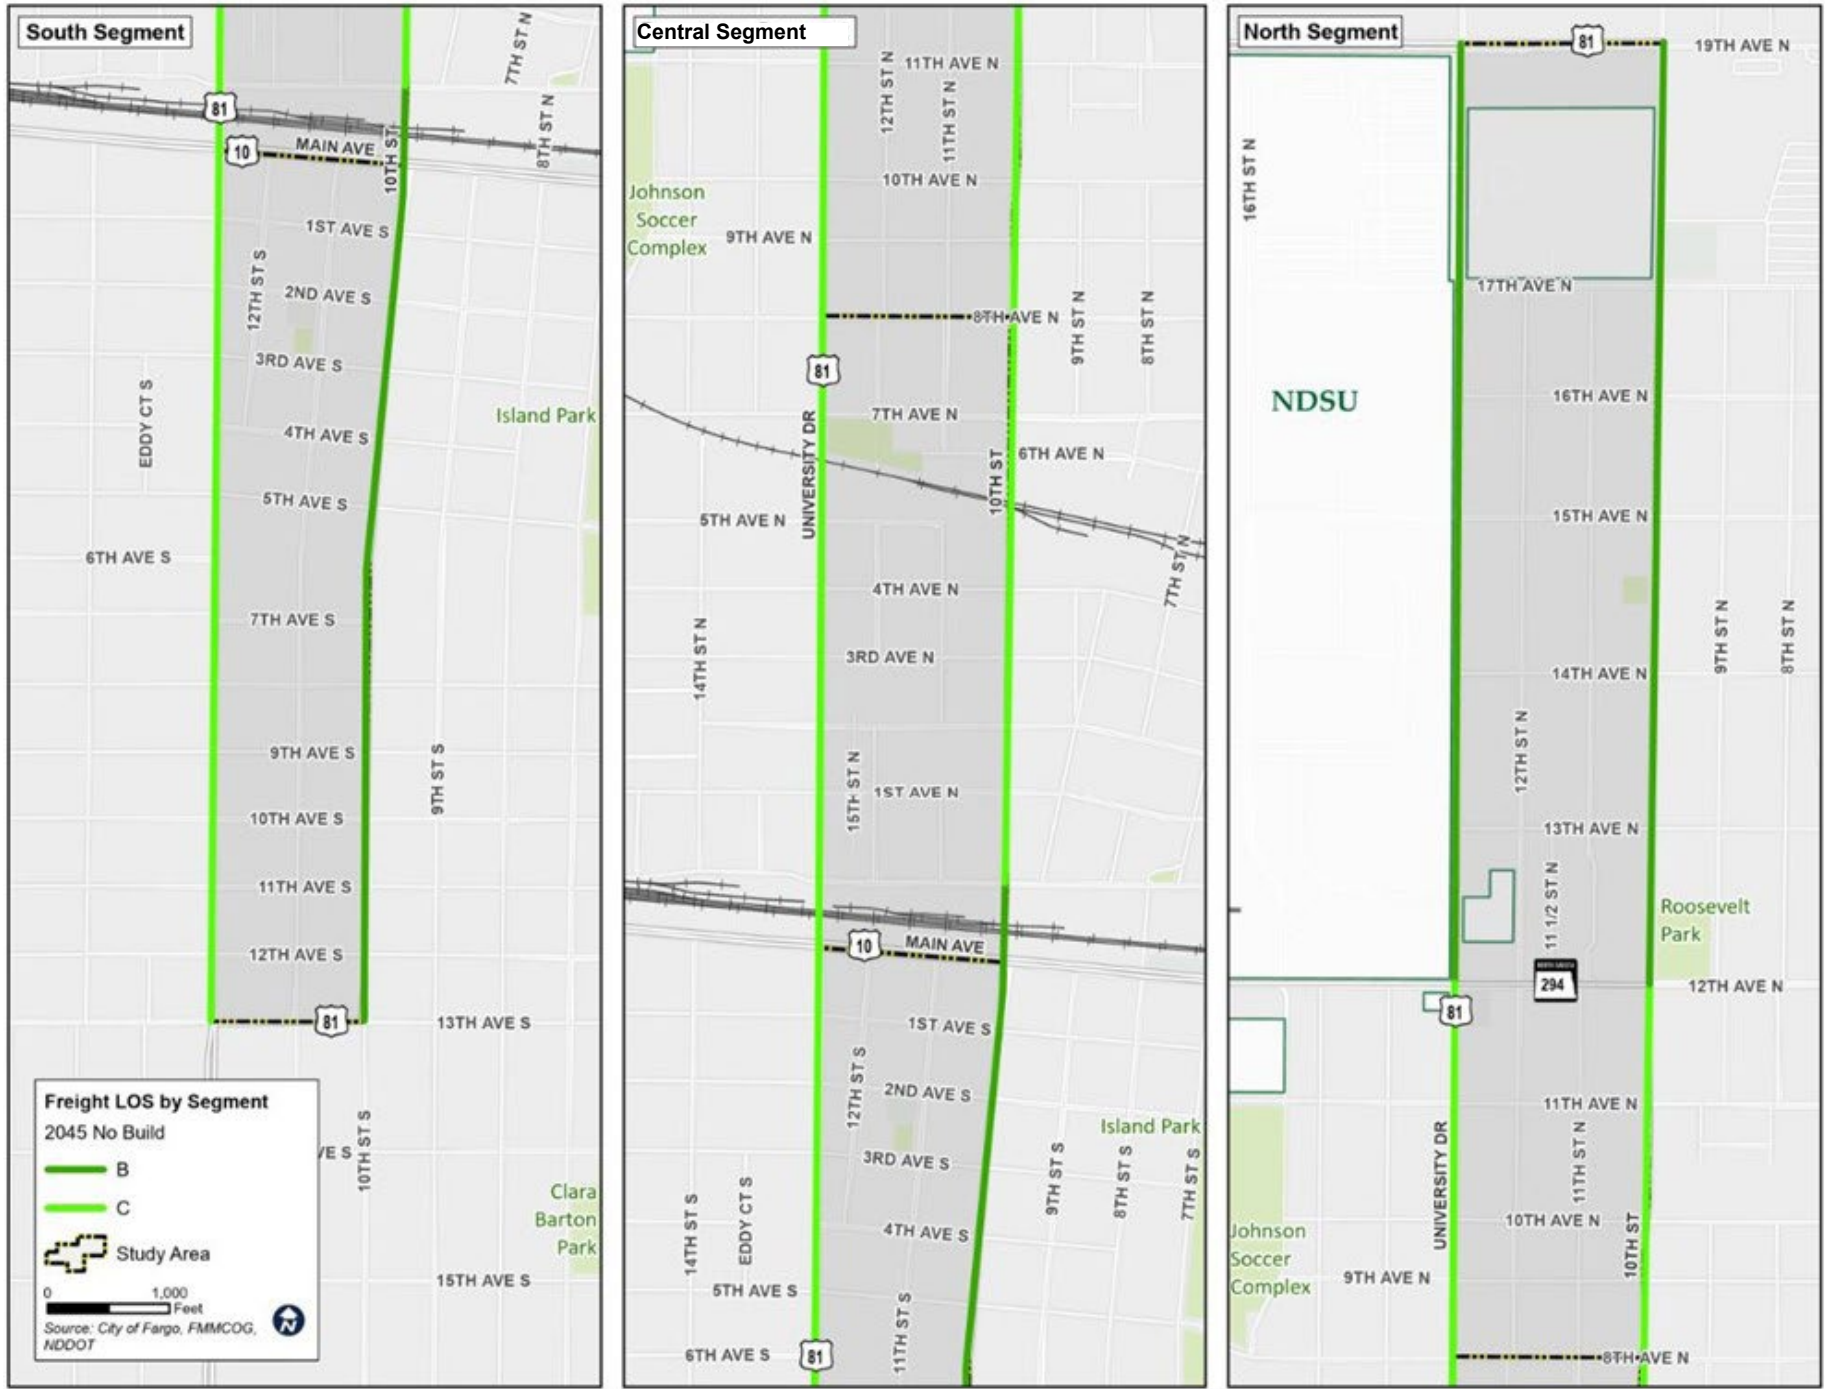 South Segment
7TH ST N
81
8TH ST N
10
MAIN AVE
10TH ST
1ST AVE S
12TH ST S
2ND AVE S
3RD AVE S
EDDY CT S
Island Park
4TH AVE S
5TH AVE S
6TH AVE S
7TH AVE S
9TH AVE S
9TH ST S
10TH AVE S
11TH AVE S
12TH AVE S
81
13TH AVE S
10TH ST S
VE S
Clara
Barton
Park
15TH AVE S
Freight LOS by Segment
2045 No Build
B
C
Study Area
0 1,000
Feet
N
Source: City of Fargo, FMMCOG,
NDDOT
Central Segment
12TH ST N
11TH AVE N
11TH ST N
10TH AVE N
Johnson
Soccer
Complex
9TH AVE N
8TH AVE N
9TH ST N
8TH ST N
81
7TH AVE N
UNIVERSITY DR
6TH AVE N
10TH ST
5TH AVE N
7TH ST N
4TH AVE N
14TH ST N
3RD AVE N
15TH ST N
1ST AVE N
10
MAIN AVE
1ST AVE S
12TH ST S
2ND AVE S
Island Park
3RD AVE S
9TH ST S
8TH ST S
7TH ST S
14TH ST S
EDDY CT S
4TH AVE S
5TH AVE S
11TH ST S
6TH AVE S
81
North Segment
81
19TH AVE N
16TH ST N
17TH AVE N
NDSU
16TH AVE N
15TH AVE N
9TH ST N
8TH ST N
14TH AVE N
12TH ST N
13TH AVE N
11 1/2 ST N
Roosevelt
Park
NORTH DAKOTA
294
12TH AVE N
81
11TH AVE N
UNIVERSITY DR
11TH ST N
10TH AVE N
10TH ST
Johnson
Soccer
Complex
9TH AVE N
8TH AVE N